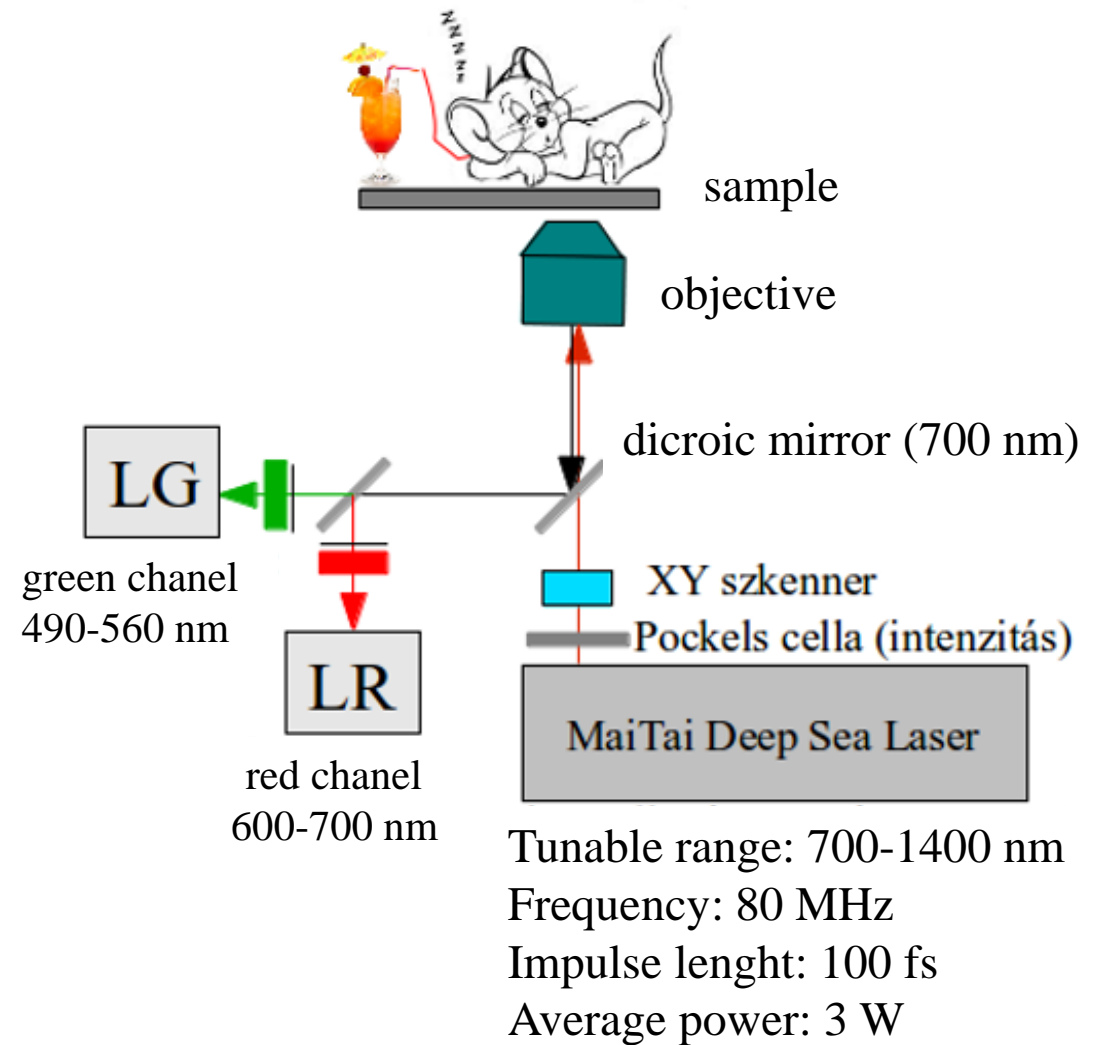 zzzzzz
sample
objective
dicroic mirror (700 nm)
LG
green chanel
490-560 nm
XY szkenner
Pockels cella (intenzitás)
LR
MaiTai Deep Sea Laser
red chanel
600-700 nm
Tunable range: 700-1400 nm
Frequency: 80 MHz
Impulse lenght: 100 fs
Average power: 3 W